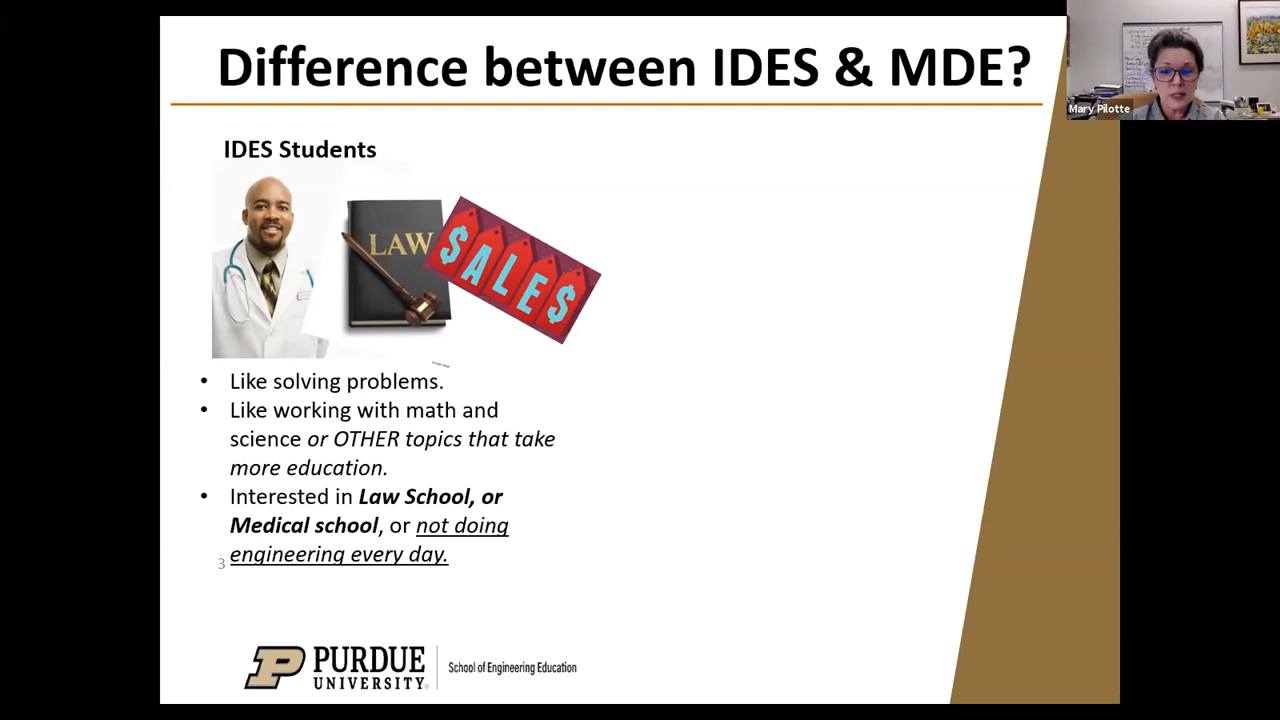 Difference between IDES & MDE?
Mary Pilotte
IDES Students
LAW
$ALE$
• Like solving problems.
• Like working with math and
science or OTHER topics that take
more education.
• Interested in Law School, or
Medical school, or not doing
engineering every day.
3
P PURDUE
UNIVERSITY®
School of Engineering Education